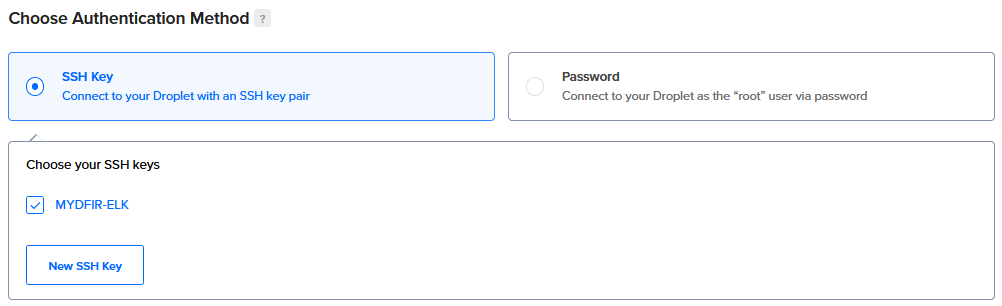 Choose Authentication Method ?
SSH Key
Connect to your Droplet with an SSH key pair
Password
Connect to your Droplet as the “root” user via password
Choose your SSH keys
MYDFIR-ELK
New SSH Key